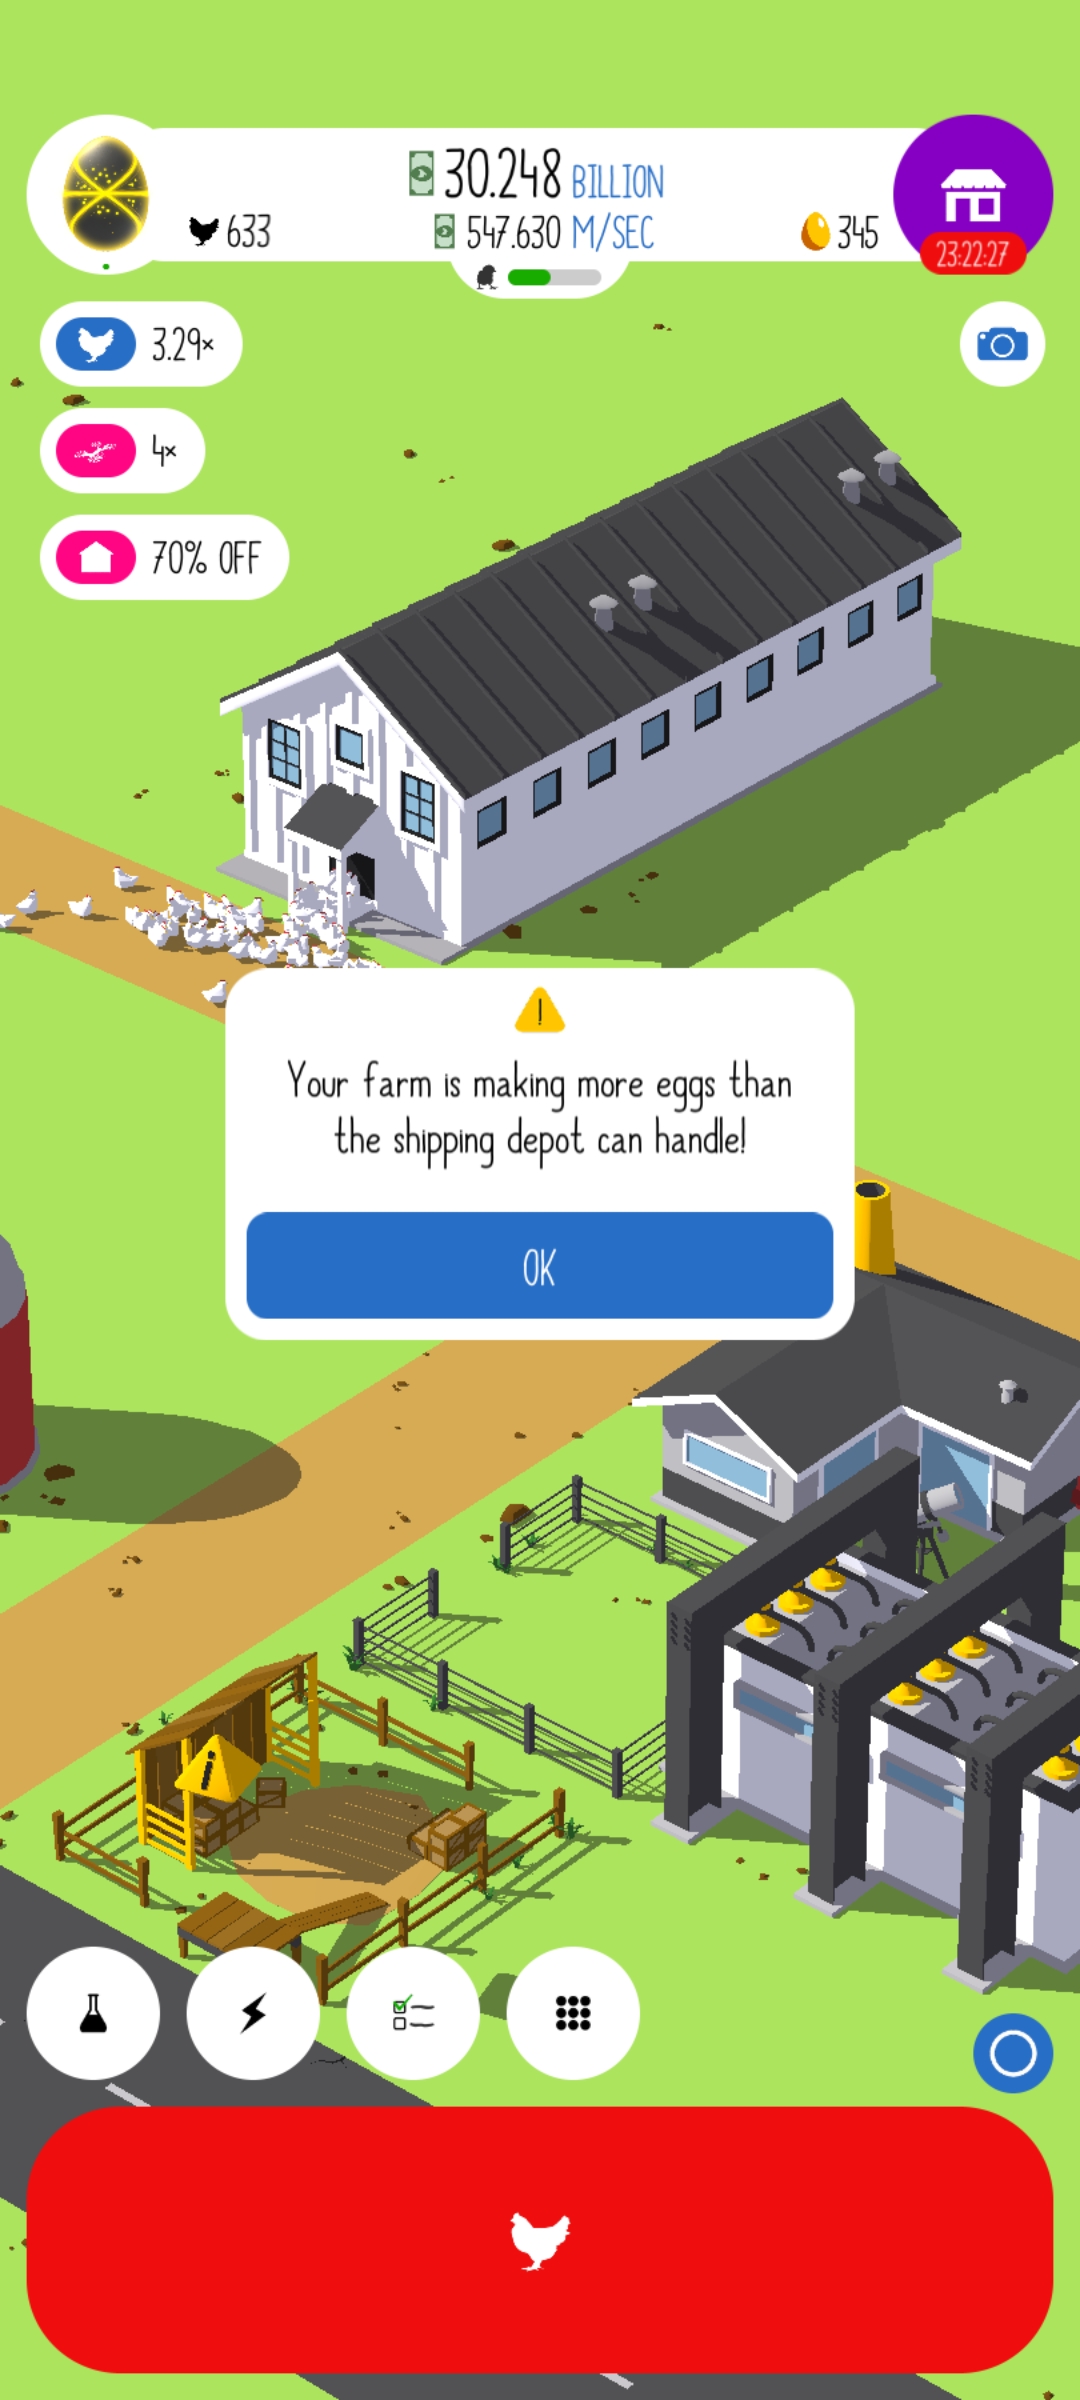 30.248 BILLION
633
547.630 M/SEC
345
23:22:27
3.29×
4×
70% OFF
!
Your farm is making more eggs than
the shipping depot can handle!
OK